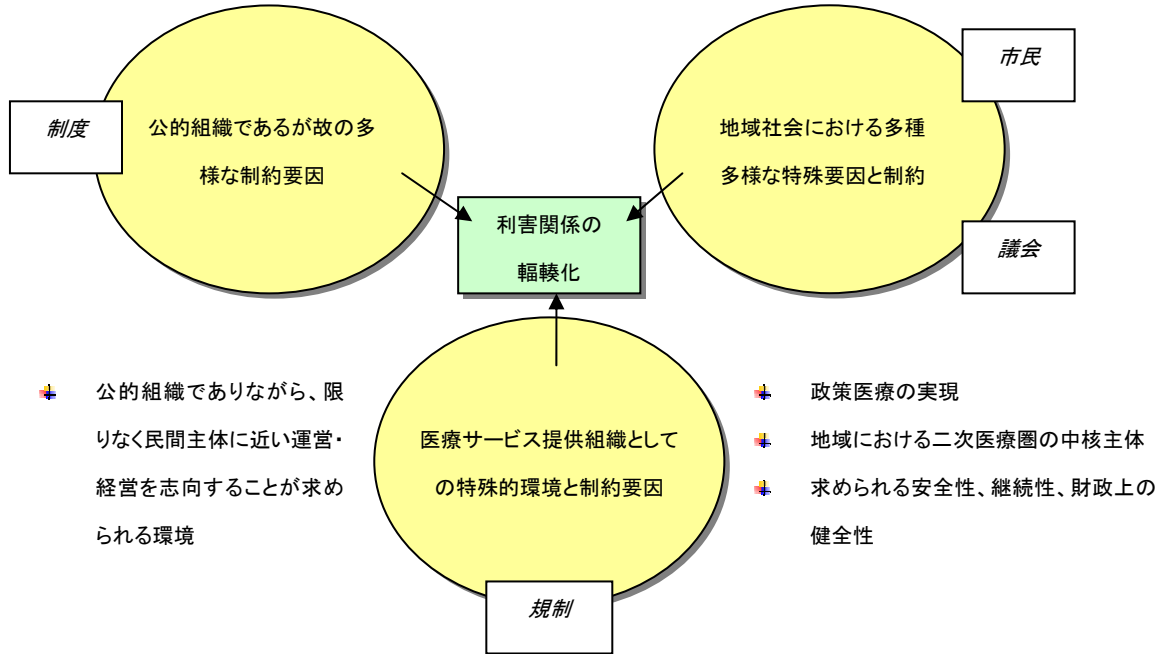 制度
公的組織であるが故の多
様な制約要因
市民
地域社会における多種
多様な特殊要因と制約
議会
利害関係の
輻輳化
医療サービス提供組織として
の特殊的環境と制約要因
規制
公的組織でありながら、限
りなく民間主体に近い運営・
経営を志向することが求め
られる環境
政策医療の実現
地域における二次医療圏の中核主体
求められる安全性、継続性、財政上の
健全性